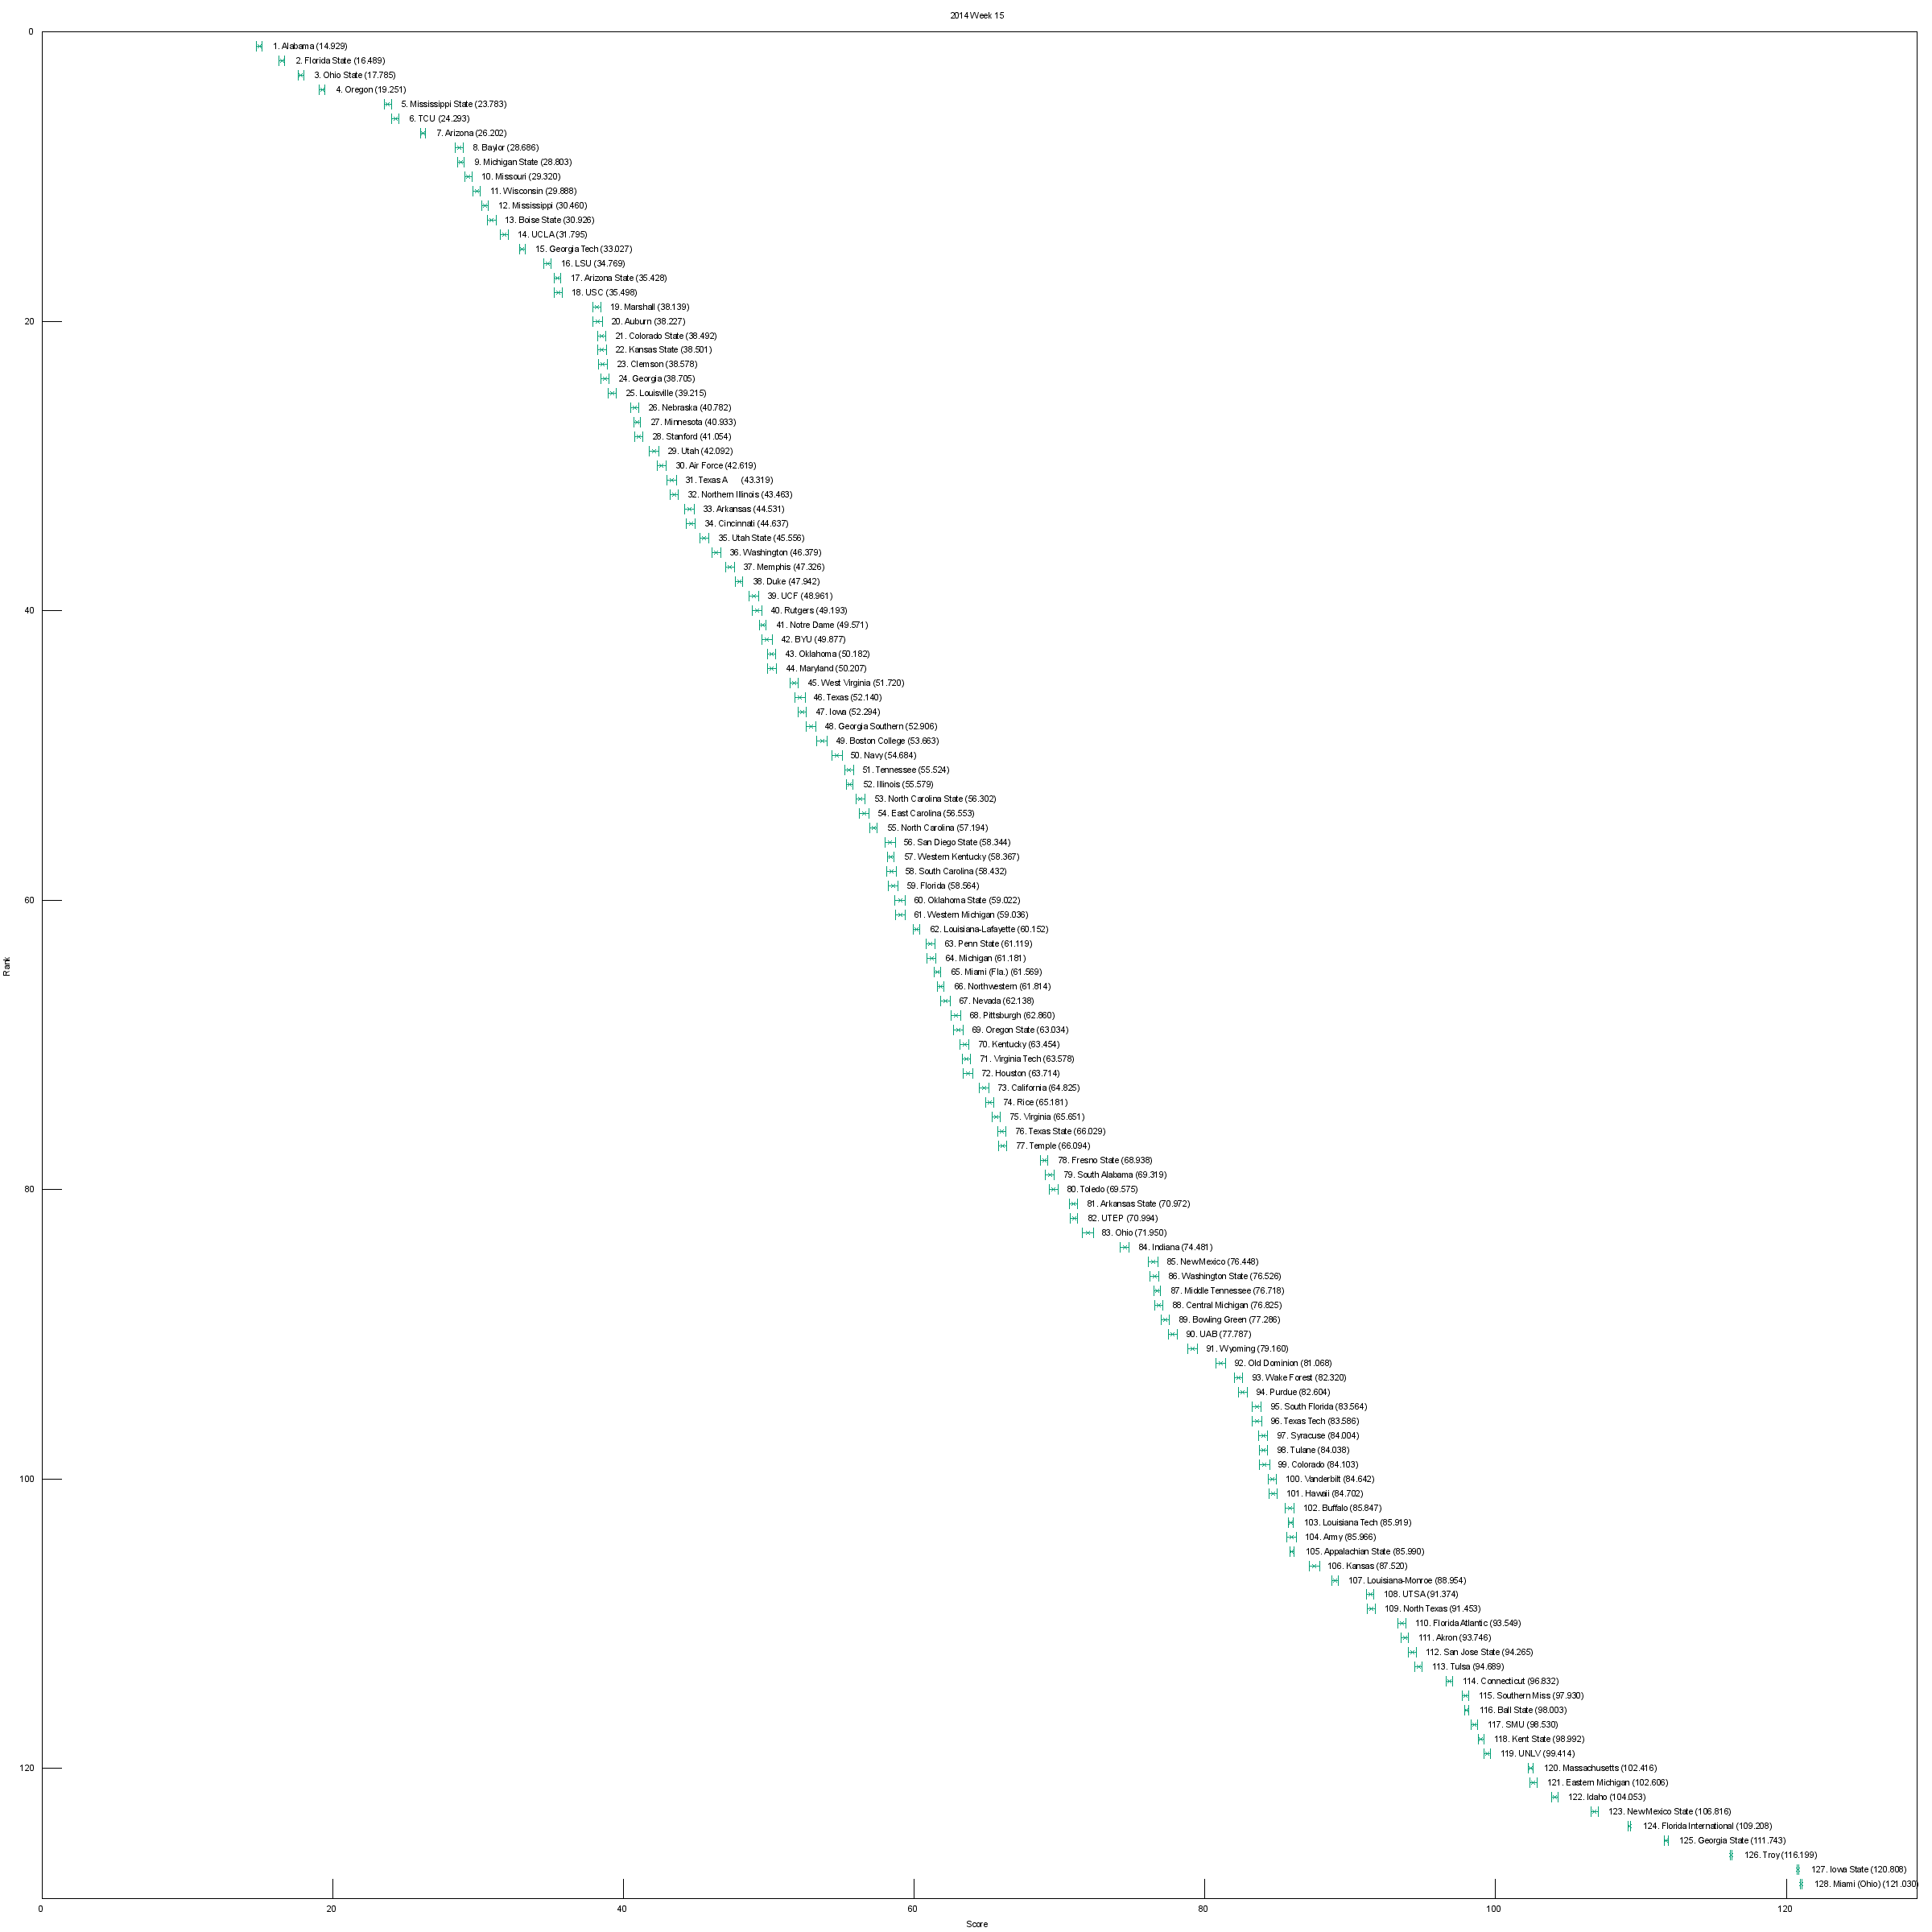 2014 Week 15
0
1. Alabama (14.929)
2. Florida State (16.489)
3. Ohio State (17.785)
4. Oregon (19.251)
5. Mississippi State (23.783)
6. TCU (24.293)
7. Arizona (26.202)
8. Baylor (28.686)
9. Michigan State (28.803)
10. Missouri (29.320)
11. Wisconsin (29.888)
12. Mississippi (30.460)
13. Boise State (30.926)
14. UCLA (31.795)
15. Georgia Tech (33.027)
16. LSU (34.769)
17. Arizona State (35.428)
18. USC (35.498)
19. Marshall (38.139)
20
20. Auburn (38.227)
21. Colorado State (38.492)
22. Kansas State (38.501)
23. Clemson (38.578)
24. Georgia (38.705)
25. Louisville (39.215)
26. Nebraska (40.782)
27. Minnesota (40.933)
28. Stanford (41.054)
29. Utah (42.092)
30. Air Force (42.619)
31. Texas A (43.319)
32. Northern Illinois (43.463)
33. Arkansas (44.531)
34. Cincinnati (44.637)
35. Utah State (45.556)
36. Washington (46.379)
37. Memphis (47.326)
38. Duke (47.942)
39. UCF (48.961)
40
40. Rutgers (49.193)
41. Notre Dame (49.571)
42. BYU (49.877)
43. Oklahoma (50.182)
44. Maryland (50.207)
45. West Virginia (51.720)
46. Texas (52.140)
47. Iowa (52.294)
48. Georgia Southern (52.906)
49. Boston College (53.663)
50. Navy (54.684)
51. Tennessee (55.524)
52. Illinois (55.579)
53. North Carolina State (56.302)
54. East Carolina (56.553)
55. North Carolina (57.194)
56. San Diego State (58.344)
57. Western Kentucky (58.367)
58. South Carolina (58.432)
59. Florida (58.564)
60
60. Oklahoma State (59.022)
61. Western Michigan (59.036)
62. Louisiana-Lafayette (60.152)
63. Penn State (61.119)
64. Michigan (61.181)
Rank
65. Miami (Fla.) (61.569)
66. Northwestern (61.814)
67. Nevada (62.138)
68. Pittsburgh (62.860)
69. Oregon State (63.034)
70. Kentucky (63.454)
71. Virginia Tech (63.578)
72. Houston (63.714)
73. California (64.825)
74. Rice (65.181)
75. Virginia (65.651)
76. Texas State (66.029)
77. Temple (66.094)
78. Fresno State (68.938)
79. South Alabama (69.319)
80
80. Toledo (69.575)
81. Arkansas State (70.972)
82. UTEP (70.994)
83. Ohio (71.950)
84. Indiana (74.481)
85. New Mexico (76.448)
86. Washington State (76.526)
87. Middle Tennessee (76.718)
88. Central Michigan (76.825)
89. Bowling Green (77.286)
90. UAB (77.787)
91. Wyoming (79.160)
92. Old Dominion (81.068)
93. Wake Forest (82.320)
94. Purdue (82.604)
95. South Florida (83.564)
96. Texas Tech (83.586)
97. Syracuse (84.004)
98. Tulane (84.038)
99. Colorado (84.103)
100
100. Vanderbilt (84.642)
101. Hawaii (84.702)
102. Buffalo (85.847)
103. Louisiana Tech (85.919)
104. Army (85.966)
105. Appalachian State (85.990)
106. Kansas (87.520)
107. Louisiana-Monroe (88.954)
108. UTSA (91.374)
109. North Texas (91.453)
110. Florida Atlantic (93.549)
111. Akron (93.746)
112. San Jose State (94.265)
113. Tulsa (94.689)
114. Connecticut (96.832)
115. Southern Miss (97.930)
116. Ball State (98.003)
117. SMU (98.530)
118. Kent State (98.992)
119. UNLV (99.414)
120
120. Massachusetts (102.416)
121. Eastern Michigan (102.606)
122. Idaho (104.053)
123. New Mexico State (106.816)
124. Florida International (109.208)
125. Georgia State (111.743)
126. Troy (116.199)
127. Iowa State (120.808)
128. Miami (Ohio) (121.030)
0 20 40 60 80 100 120
Score